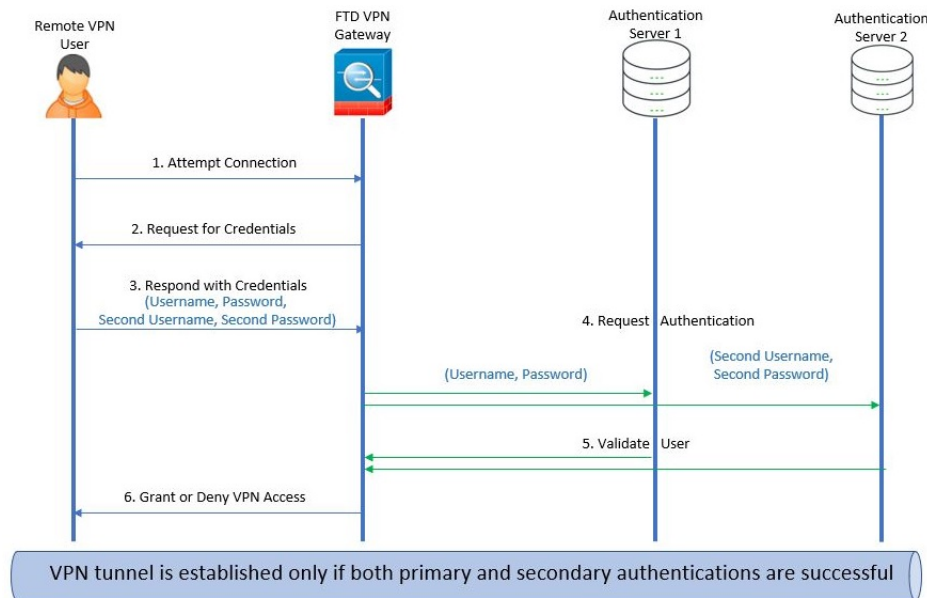 Remote VPN
User
FTD VPN
Gateway
Authentication
Server 1
Authentication
Server 2
1. Attempt Connection
2. Request for Credentials
3. Respond with Credentials
(Username, Password,
Second Username, Second Password)
4. Request Authentication
(Username, Password)
(Second Username,
Second Password)
5. Validate User
6. Grant or Deny VPN Access
VPN tunnel is established only if both primary and secondary authentications are successful